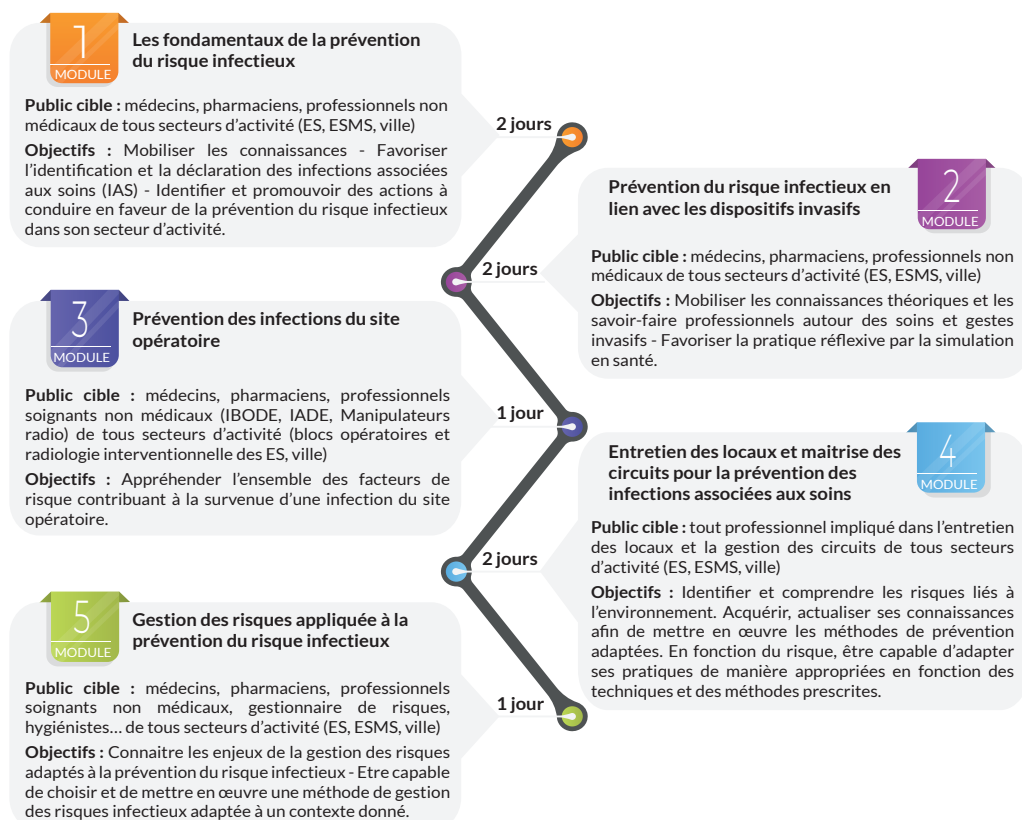 1
MODULE
Les fondamentaux de la prévention
du risque infectieux
Public cible : médecins, pharmaciens, professionnels non
médicaux de tous secteurs d'activité (ES, ESMS, ville)
Objectifs : Mobiliser les connaissances - Favoriser
l'identification et la déclaration des infections associées
aux soins (IAS) - Identifier et promouvoir des actions à
conduire en faveur de la prévention du risque infectieux
dans son secteur d'activité.
2 jours
2
MODULE
Prévention du risque infectieux en
lien avec les dispositifs invasifs
Public cible : médecins, pharmaciens, professionnels non
médicaux de tous secteurs d'activité (ES, ESMS, ville)
Objectifs : Mobiliser les connaissances théoriques et les
savoir-faire professionnels autour des soins et gestes
invasifs - Favoriser la pratique réflexive par la simulation
en santé.
2 jours
3
MODULE
Prévention des infections du site
opératoire
Public cible : médecins, pharmaciens, professionnels
soignants non médicaux (IBODE, IADE, Manipulateurs
radio) de tous secteurs d'activité (blocs opératoires et
radiologie interventionnelle des ES, ville)
Objectifs : Appréhender l'ensemble des facteurs de
risque contribuant à la survenue d'une infection du site
opératoire.
1 jour
4
MODULE
Entretien des locaux et maitrise des
circuits pour la prévention des
infections associées aux soins
Public cible : tout professionnel impliqué dans l'entretien
des locaux et la gestion des circuits de tous secteurs
d'activité (ES, ESMS, ville)
Objectifs : Identifier et comprendre les risques liés à
l'environnement. Acquérir, actualiser ses connaissances
afin de mettre en œuvre les méthodes de prévention
adaptées. En fonction du risque, être capable d'adapter
ses pratiques de manière appropriées en fonction des
techniques et des méthodes prescrites.
2 jours
5
MODULE
Gestion des risques appliquée à la
prévention du risque infectieux
Public cible : médecins, pharmaciens, professionnels
soignants non médicaux, gestionnaire de risques,
hygiénistes... de tous secteurs d'activité (ES, ESMS, ville)
Objectifs : Connaitre les enjeux de la gestion des risques
adaptés à la prévention du risque infectieux - Etre capable
de choisir et de mettre en œuvre une méthode de gestion
des risques infectieux adaptée à un contexte donné.
1 jour